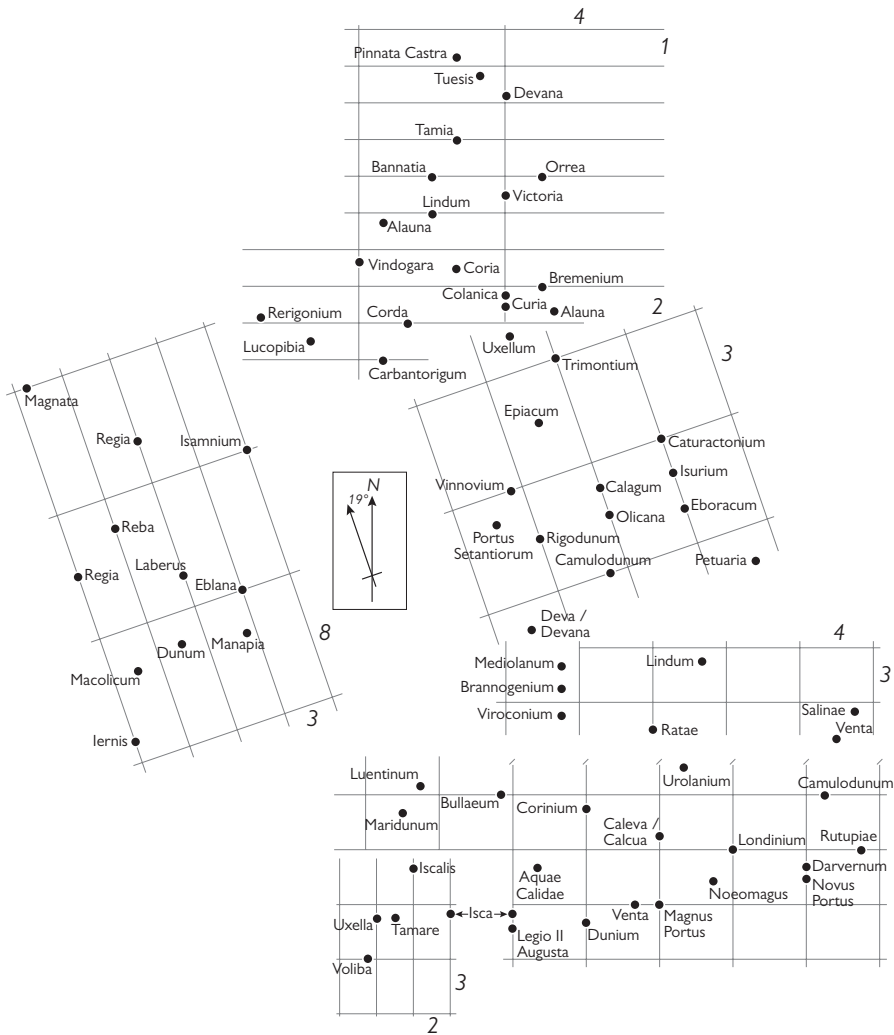 4
1
Pinnata Castra
Tuesis
Devana
Tamia
Bannatia
Orrea
Victoria
Lindum
Alauna
Vindogara
Coria
Bremenium
Colanica
Curia
Alauna
Rerigonium
Corda
Lucopibia
Uxellum
Carbantorigum
2
3
Trimontium
Epiacum
Caturactonium
Vinnovium
Isurium
Calagum
Eboracum
Olicana
Portus
Setantiorum
Rigodunum
Camulodunum
Petuaria
Magnata
Regia
Isamnium
Reba
Regia
Laberus
Eblana
Dunum
Manapia
8
Macolicum
Iernis
3
N
19°
Deva /
Devana
4
3
Mediolanum
Lindum
Brannogenium
Viroconium
Ratae
Salinae
Venta
Luentinum
Bullaeum
Maridunum
Urolanium
Camulodunum
Corinium
Caleva /
Calcua
Londinium
Rutupiae
Iscalis
Aquae
Calidae
Noeomagus
Darvernum
Novus
Portus
Uxella
Tamare
Isca
Legio II
Augusta
Dunium
Venta
Magnus
Portus
Voliba
3
2